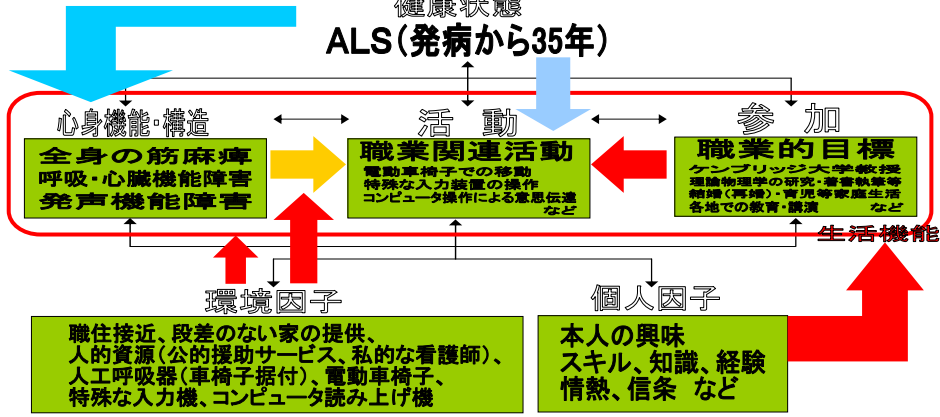 健康状態
ALS（発病から35年）
心身機能・構造
全身の筋麻痺
呼吸・心臓機能障害
発声機能障害
活 動
職業関連活動
電動車椅子での移動
特殊な入力装置の操作
コンピュータ操作による意思伝達
など
参 加
職業的目標
ケンブリッジ大学教授
理論物理学の研究・著書執筆等
結婚（再婚）・育児等家庭生活
各地での教育・講演 など
生活機能
環境因子
職住接近、段差のない家の提供、
人的資源（公的援助サービス、私的な看護師）、
人工呼吸器（車椅子据付）、電動車椅子、
特殊な入力機、コンピュータ読み上げ機
個人因子
本人の興味
スキル、知識、経験
情熱、信条 など